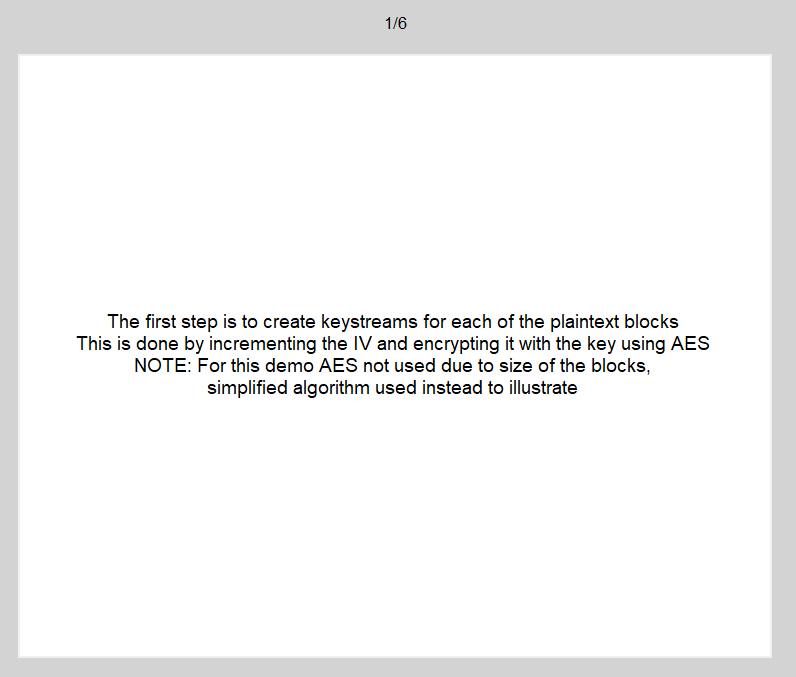 1/6
The first step is to create keystreams for each of the plaintext blocks
This is done by incrementing the IV and encrypting it with the key using AES
NOTE: For this demo AES not used due to size of the blocks,
simplified algorithm used instead to illustrate